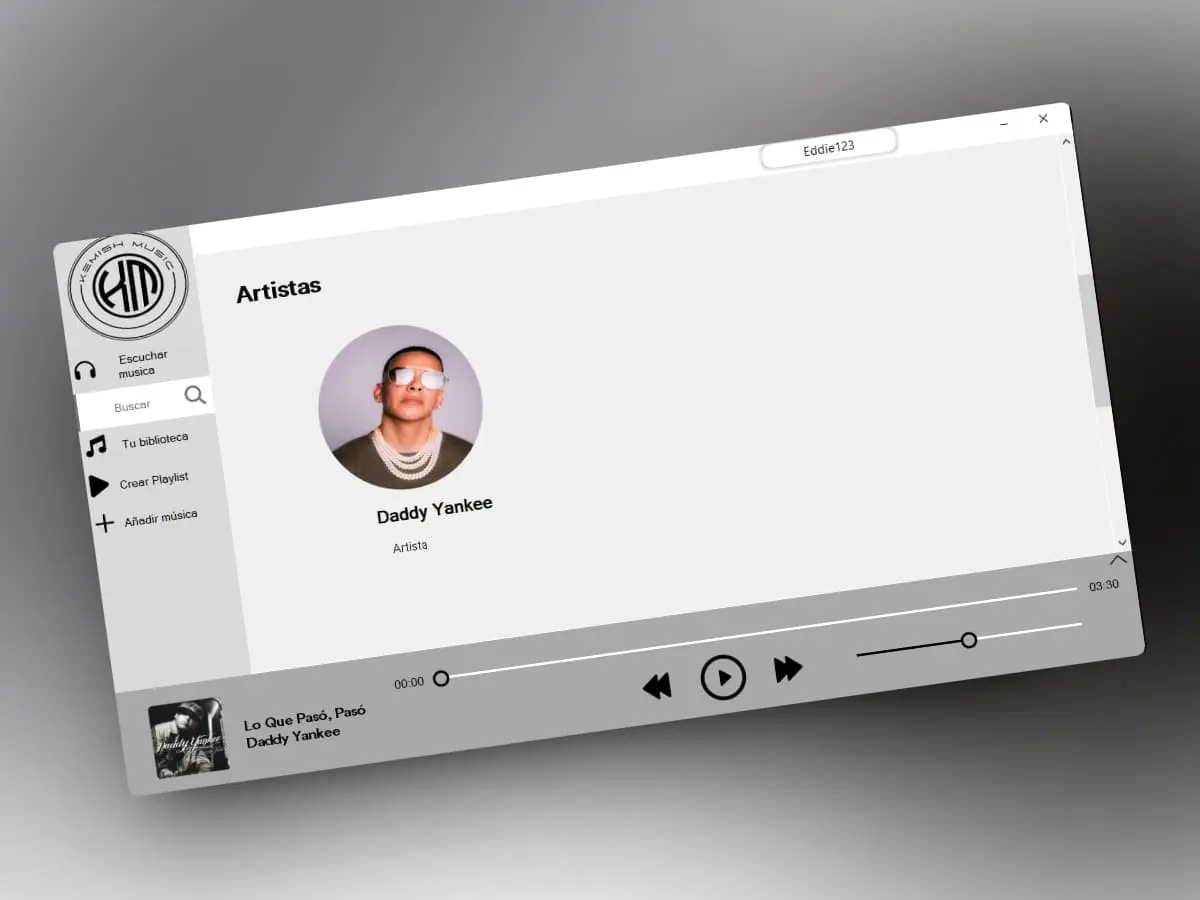 Eddie123
KEMISH MUSIC
KM
Escuchar
musica
Buscar
Tu biblioteca
Crear Playlist
Añadir música
Artistas
Daddy Yankee
Artista
00:00
03:30
Daddy Yankee
Lo Que Pasó, Pasó
Daddy Yankee